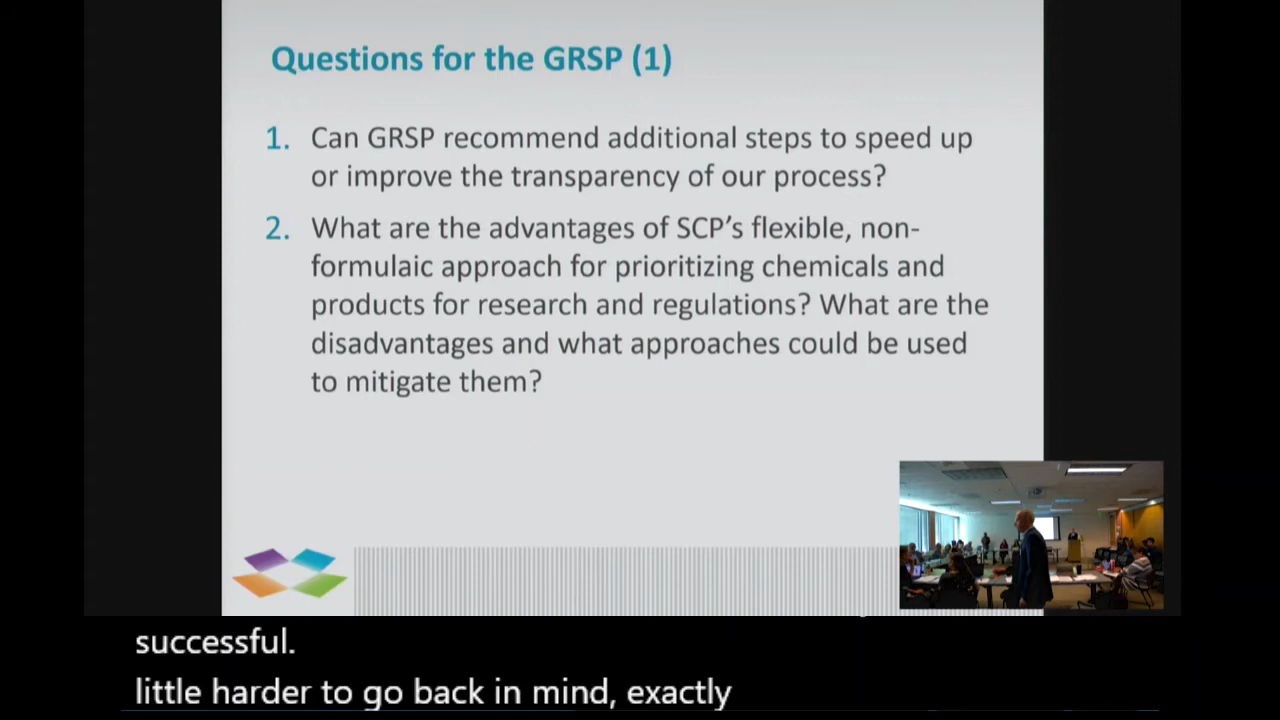 Questions for the GRSP (1)
1. Can GRSP recommend additional steps to speed up
or improve the transparency of our process?
2. What are the advantages of SCP's flexible, non-
formulaic approach for prioritizing chemicals and
products for research and regulations? What are the
disadvantages and what approaches could be used
to mitigate them?
successful.
little harder to go back in mind, exactly